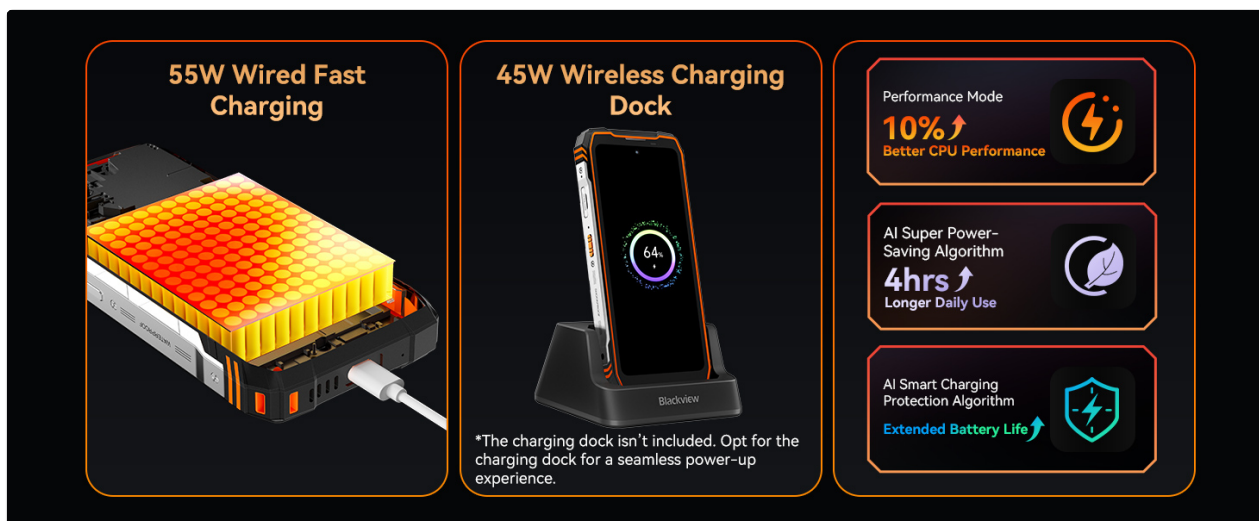 55W Wired Fast
Charging
WATERPROOF
45W Wireless Charging
Dock
64%
Blackview
*The charging dock isn't included. Opt for the
charging dock for a seamless power-up
experience.
Performance Mode
10%
Better CPU Performance
AI Super Power-
Saving Algorithm
4hrs
Longer Daily Use
AI Smart Charging
Protection Algorithm
Extended Battery Life